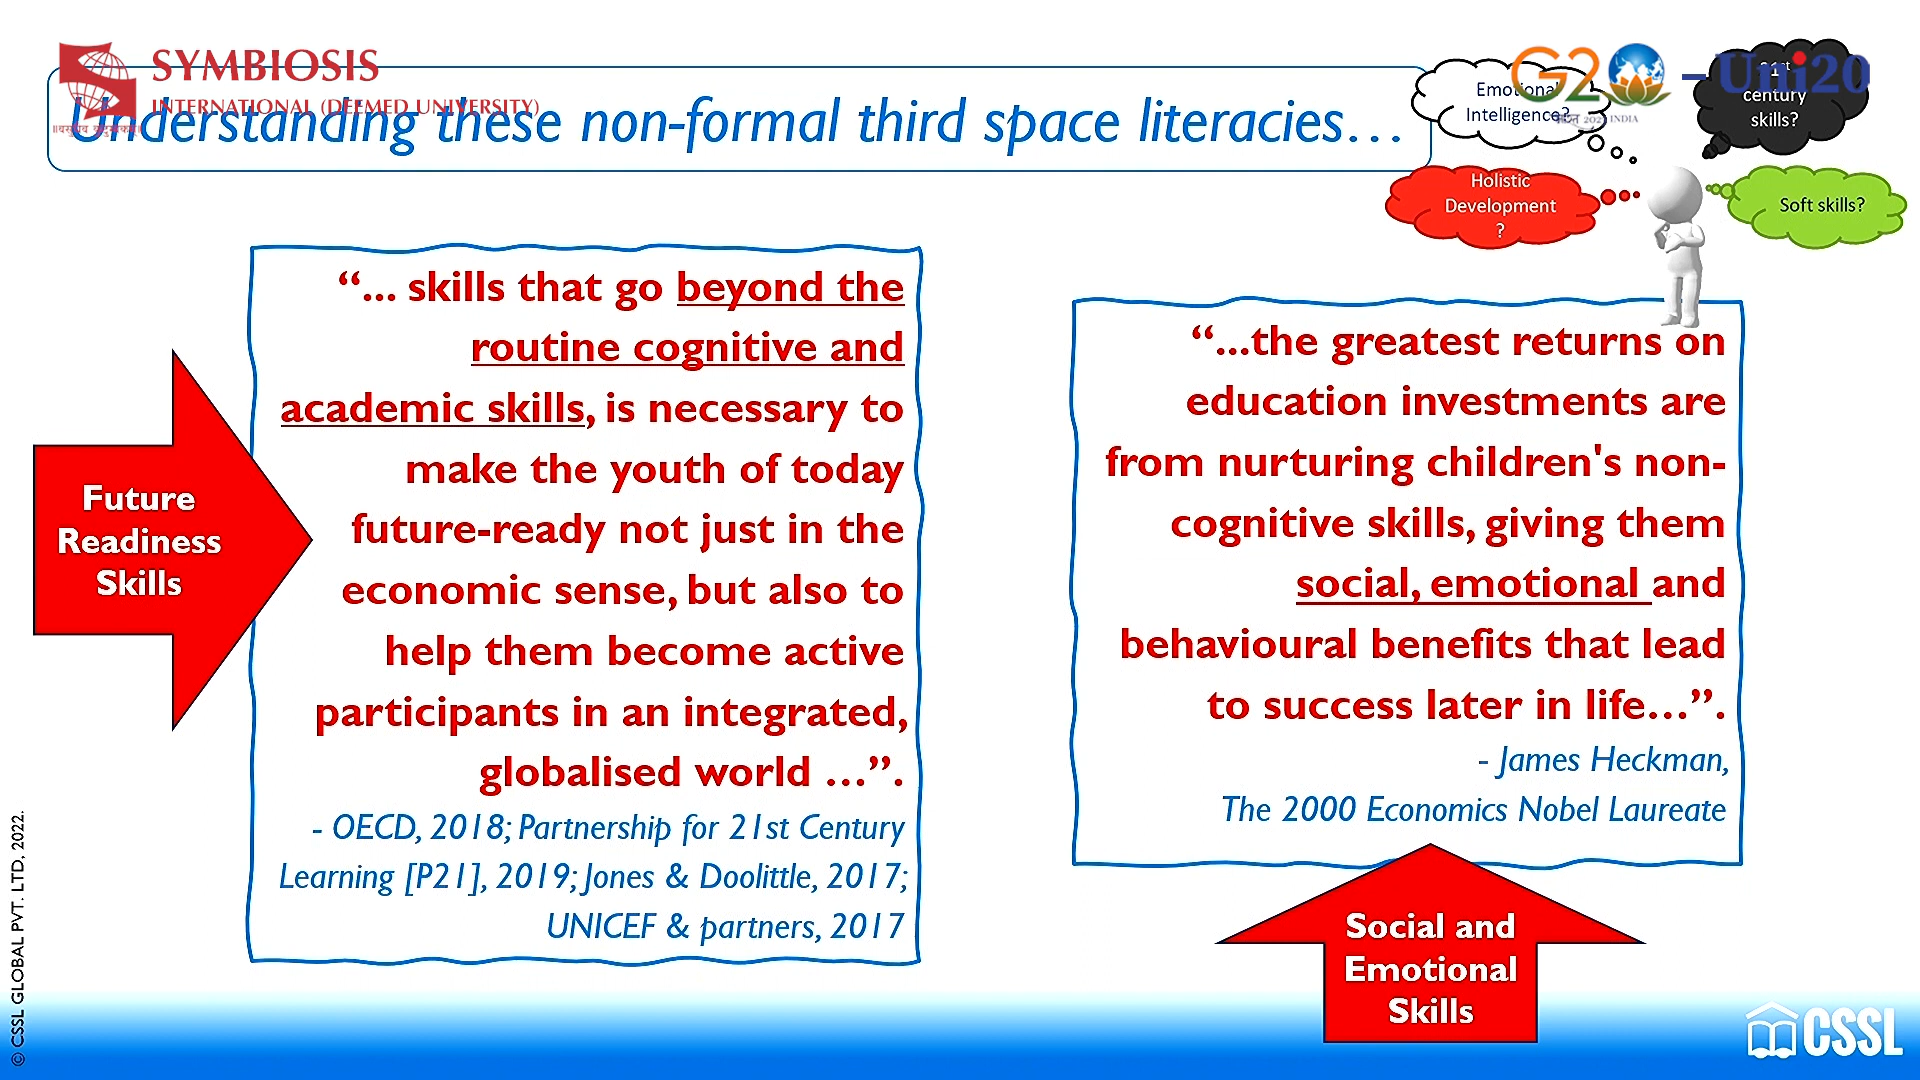 SYMBIOSIS
INTERNATIONAL (DEEMED UNIVERSITY)
॥वसुधैव कुटुम्बकम्॥
Understanding these non-formal third space literacies…
Emotional
Intelligence?
G20
INDIA
– Uni20
21st
century
skills?
Holistic
Development
?
Soft skills?
“... skills that go beyond the
routine cognitive and
academic skills, is necessary to
make the youth of today
future-ready not just in the
economic sense, but also to
help them become active
participants in an integrated,
globalised world …”.
- OECD, 2018; Partnership for 21st Century
Learning [P21], 2019; Jones & Doolittle, 2017;
UNICEF & partners, 2017
Future
Readiness
Skills
“...the greatest returns on
education investments are
from nurturing children's non-
cognitive skills, giving them
social, emotional and
behavioural benefits that lead
to success later in life…”.
- James Heckman,
The 2000 Economics Nobel Laureate
Social and
Emotional
Skills
© CSSL GLOBAL PVT. LTD, 2022.
CSSL